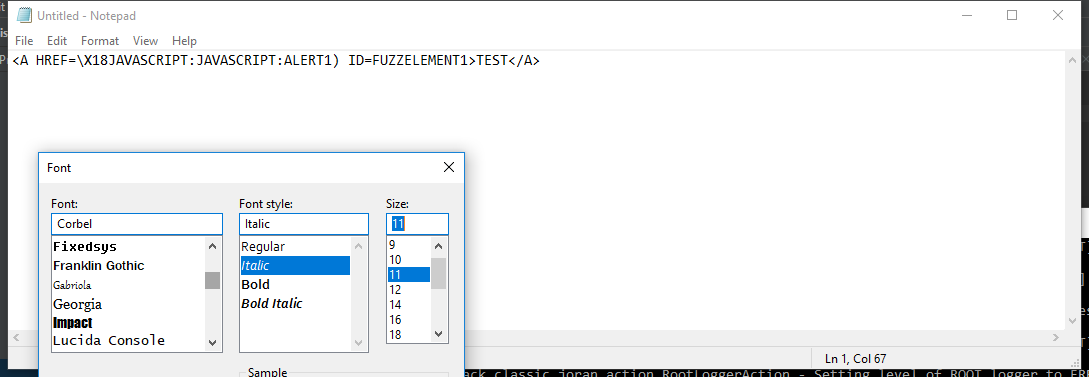 Untitled - Notepad
File Edit Format View Help
<A HREF=\X18JAVASCRIPT:JAVASCRIPT:ALERT1) ID=FUZZELEMENT1>TEST</A>
Font
Font: Font style: Size:
Corbel Italic 11
Fixedsys Regular 9
Franklin Gothic Italic 10
Gabriola Bold 11
Georgia Bold Italic 12
Impact 14
Lucida Console 16
18
Ln 1, Col 67
Sample
ack.classic.joran.action.RootLoggerAction - Setting level of ROOT logger to ERR